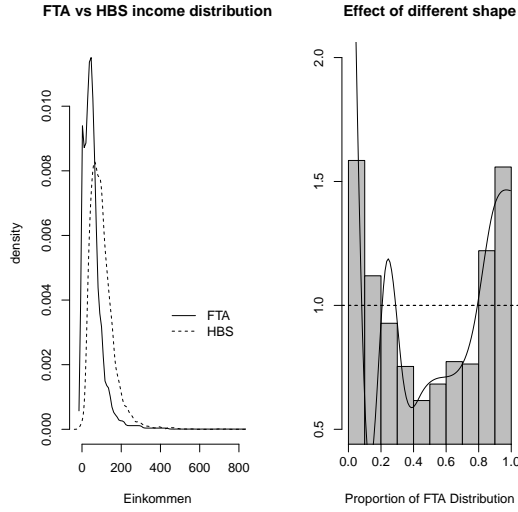 FTA vs HBS income distribution
density
0.000
0.002
0.004
0.006
0.008
0.010
FTA
HBS
0 200 400 600 800
Einkommen
Effect of different shape
2.0
1.5
1.0
0.5
0.0 0.2 0.4 0.6 0.8 1.0
Proportion of FTA Distribution